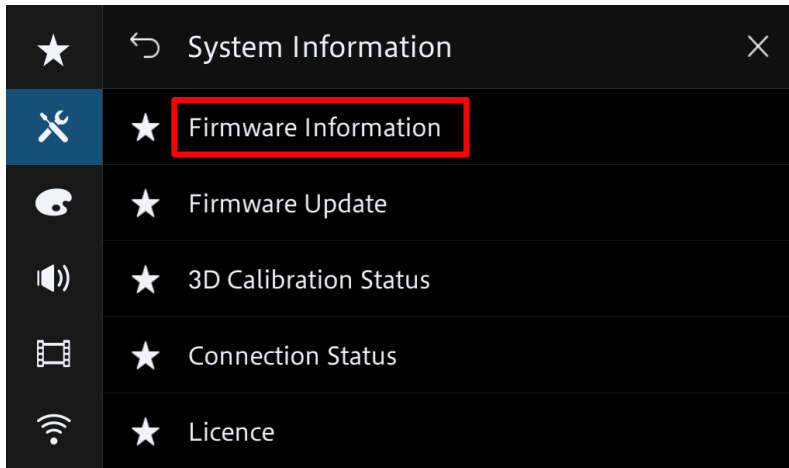 System Information
Firmware Information
Firmware Update
3D Calibration Status
Connection Status
Licence